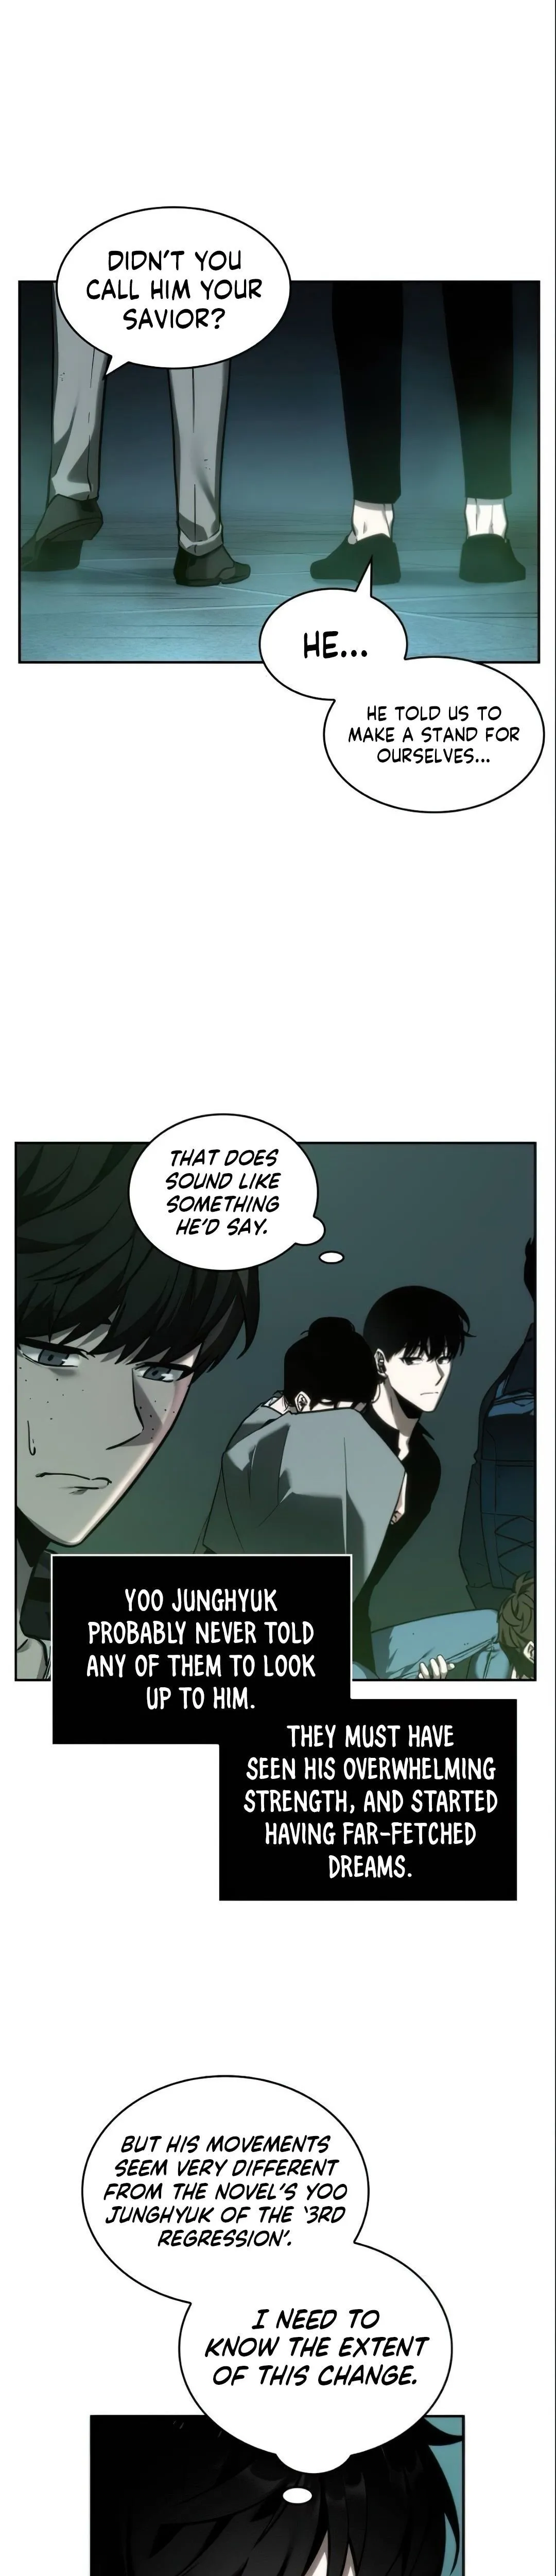 DIDN'T YOU
CALL HIM YOUR
SAVIOR?
HE...
HE TOLD US TO
MAKE A STAND FOR
OURSELVES...
THAT DOES
SOUND LIKE
SOMETHING
HE'D SAY.
YOO JUNGHYUK
PROBABLY NEVER TOLD
ANY OF THEM TO LOOK
UP TO HIM.
THEY MUST HAVE
SEEN HIS OVERWHELMING
STRENGTH, AND STARTED
HAVING FAR-FETCHED
DREAMS.
BUT HIS MOVEMENTS
SEEM VERY DIFFERENT
FROM THE NOVEL'S YOO
JUNGHYUK OF THE '3RD
REGRESSION'.
I NEED TO
KNOW THE EXTENT
OF THIS CHANGE.